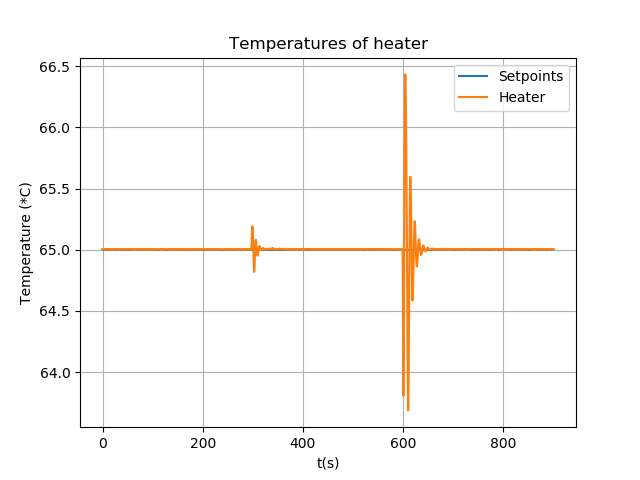 Temperatures of heater
Setpoints
Heater
66.5
66.0
65.5
65.0
64.5
64.0
Temperature (*C)
0 200 400 600 800
t(s)